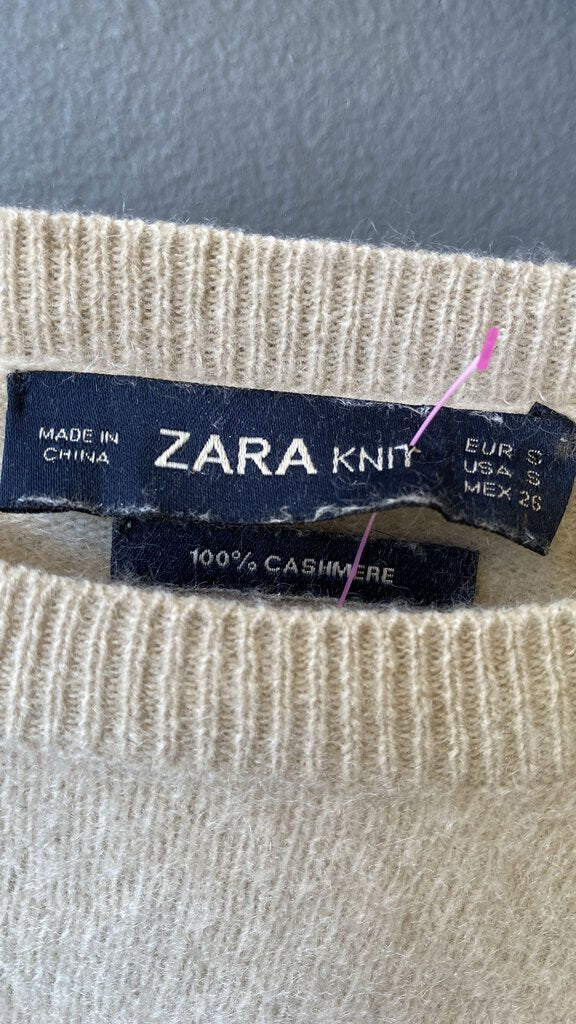 MADE IN
CHINA
ZARA KNIT
EUR S
USA S
MEX 26
100% CASHMERE